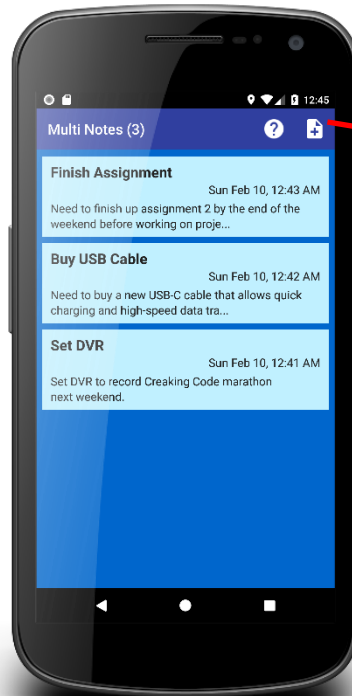 12:45
Multi Notes (3)
Finish Assignment
Sun Feb 10, 12:43 AM
Need to finish up assignment 2 by the end of the
weekend before working on proje...
Buy USB Cable
Sun Feb 10, 12:42 AM
Need to buy a new USB-C cable that allows quick
charging and high-speed data tra...
Set DVR
Sun Feb 10, 12:41 AM
Set DVR to record Creaking Code marathon
next weekend.